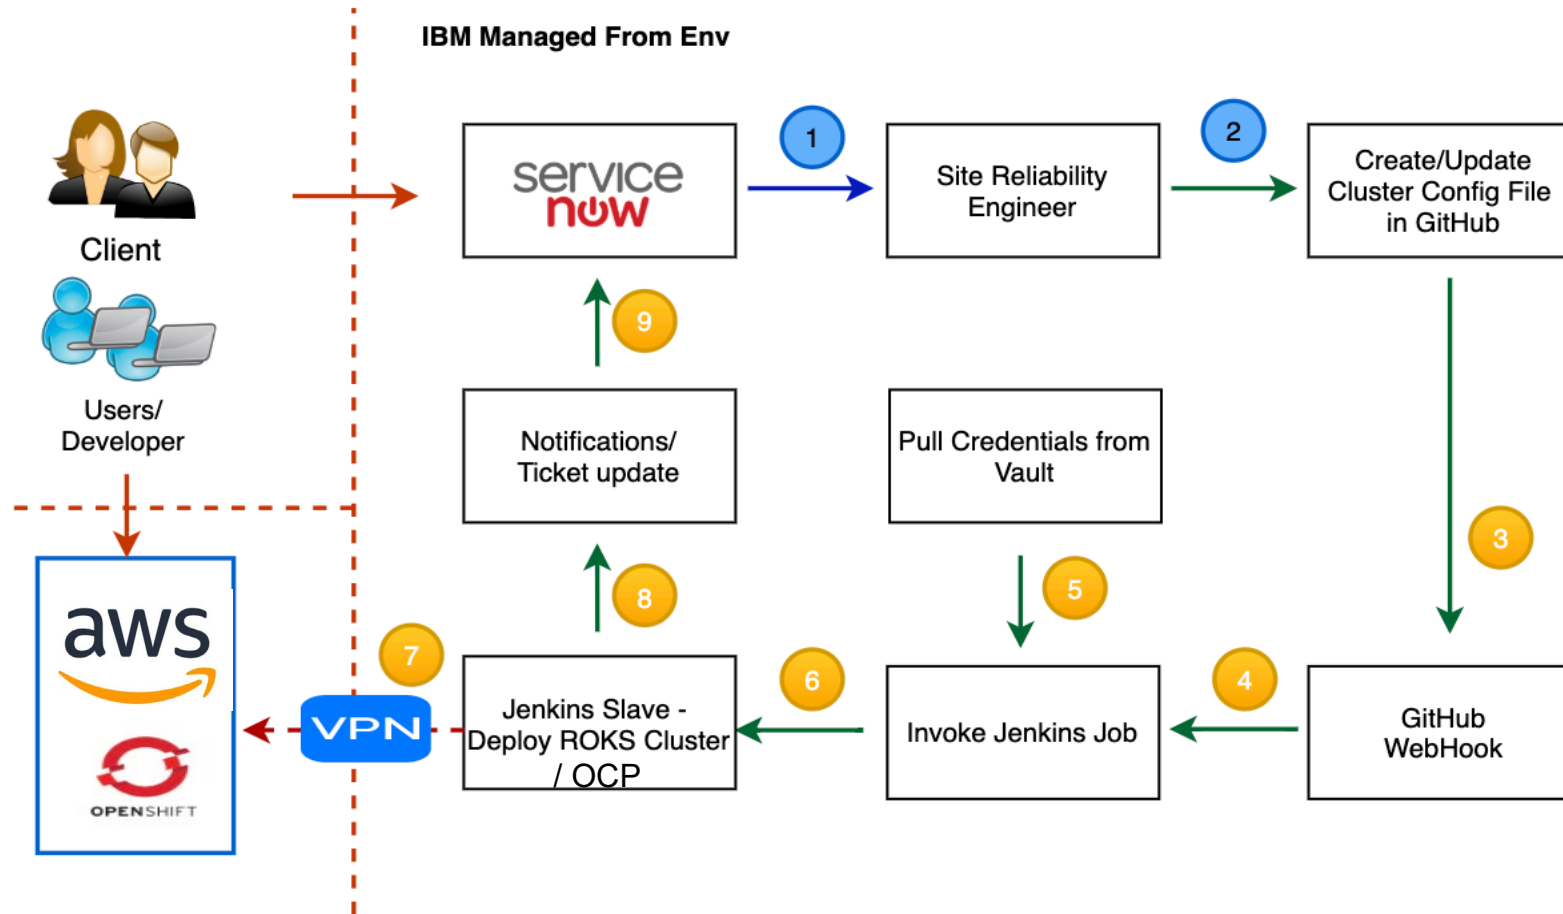 IBM Managed From Env
Client
Users/
Developer
service
now
1
Site Reliability
Engineer
2
Create/Update
Cluster Config File
in GitHub
9
Notifications/
Ticket update
Pull Credentials from
Vault
3
8
5
aws
OPENSHIFT
7
VPN
Jenkins Slave -
Deploy ROKS Cluster
/ OCP
6
Invoke Jenkins Job
4
GitHub
WebHook